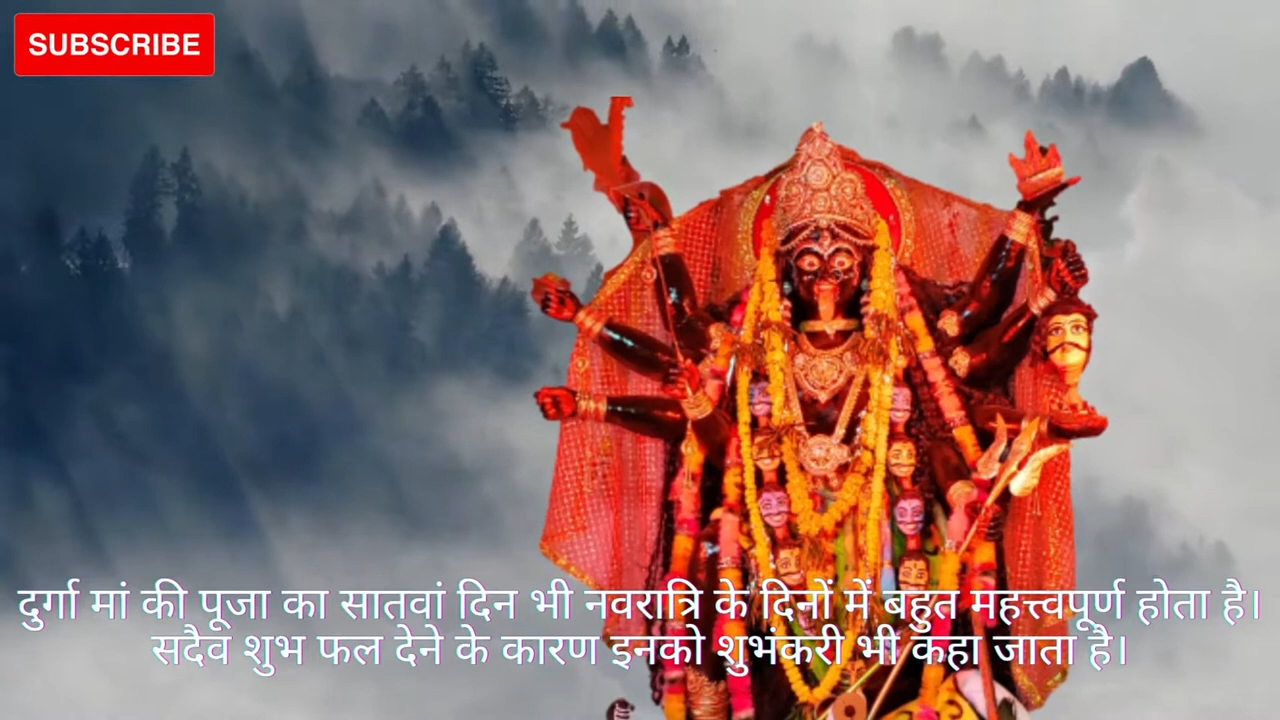 SUBSCRIBE
दुर्गा मां की पूजा का सातवां दिन भी नवरात्रि के दिनों में बहुत महत्त्वपूर्ण होता है।
सदैव शुभ फल देने के कारण इनको शुभंकरी भी कहा जाता है।